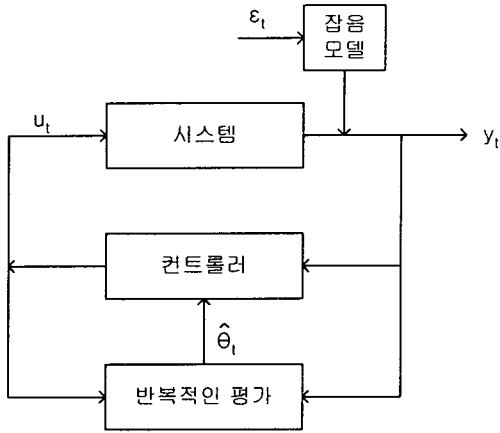 ε_t
잡음
모델
u_t
시스템
y_t
컨트롤러
θ̂_t
반복적인 평가